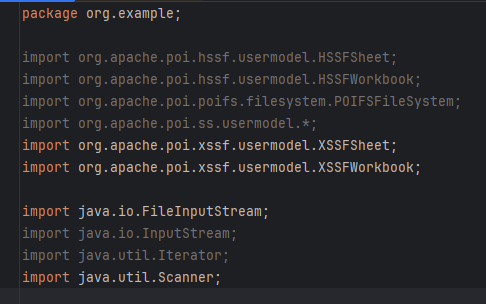 package org.example;
import org.apache.poi.hssf.usermodel.HSSFSheet;
import org.apache.poi.hssf.usermodel.HSSFWorkbook;
import org.apache.poi.poifs.filesystem.POIFSFileSystem;
import org.apache.poi.ss.usermodel.*;
import org.apache.poi.xssf.usermodel.XSSFSheet;
import org.apache.poi.xssf.usermodel.XSSFWorkbook;
import java.io.FileInputStream;
import java.io.InputStream;
import java.util.Iterator;
import java.util.Scanner;